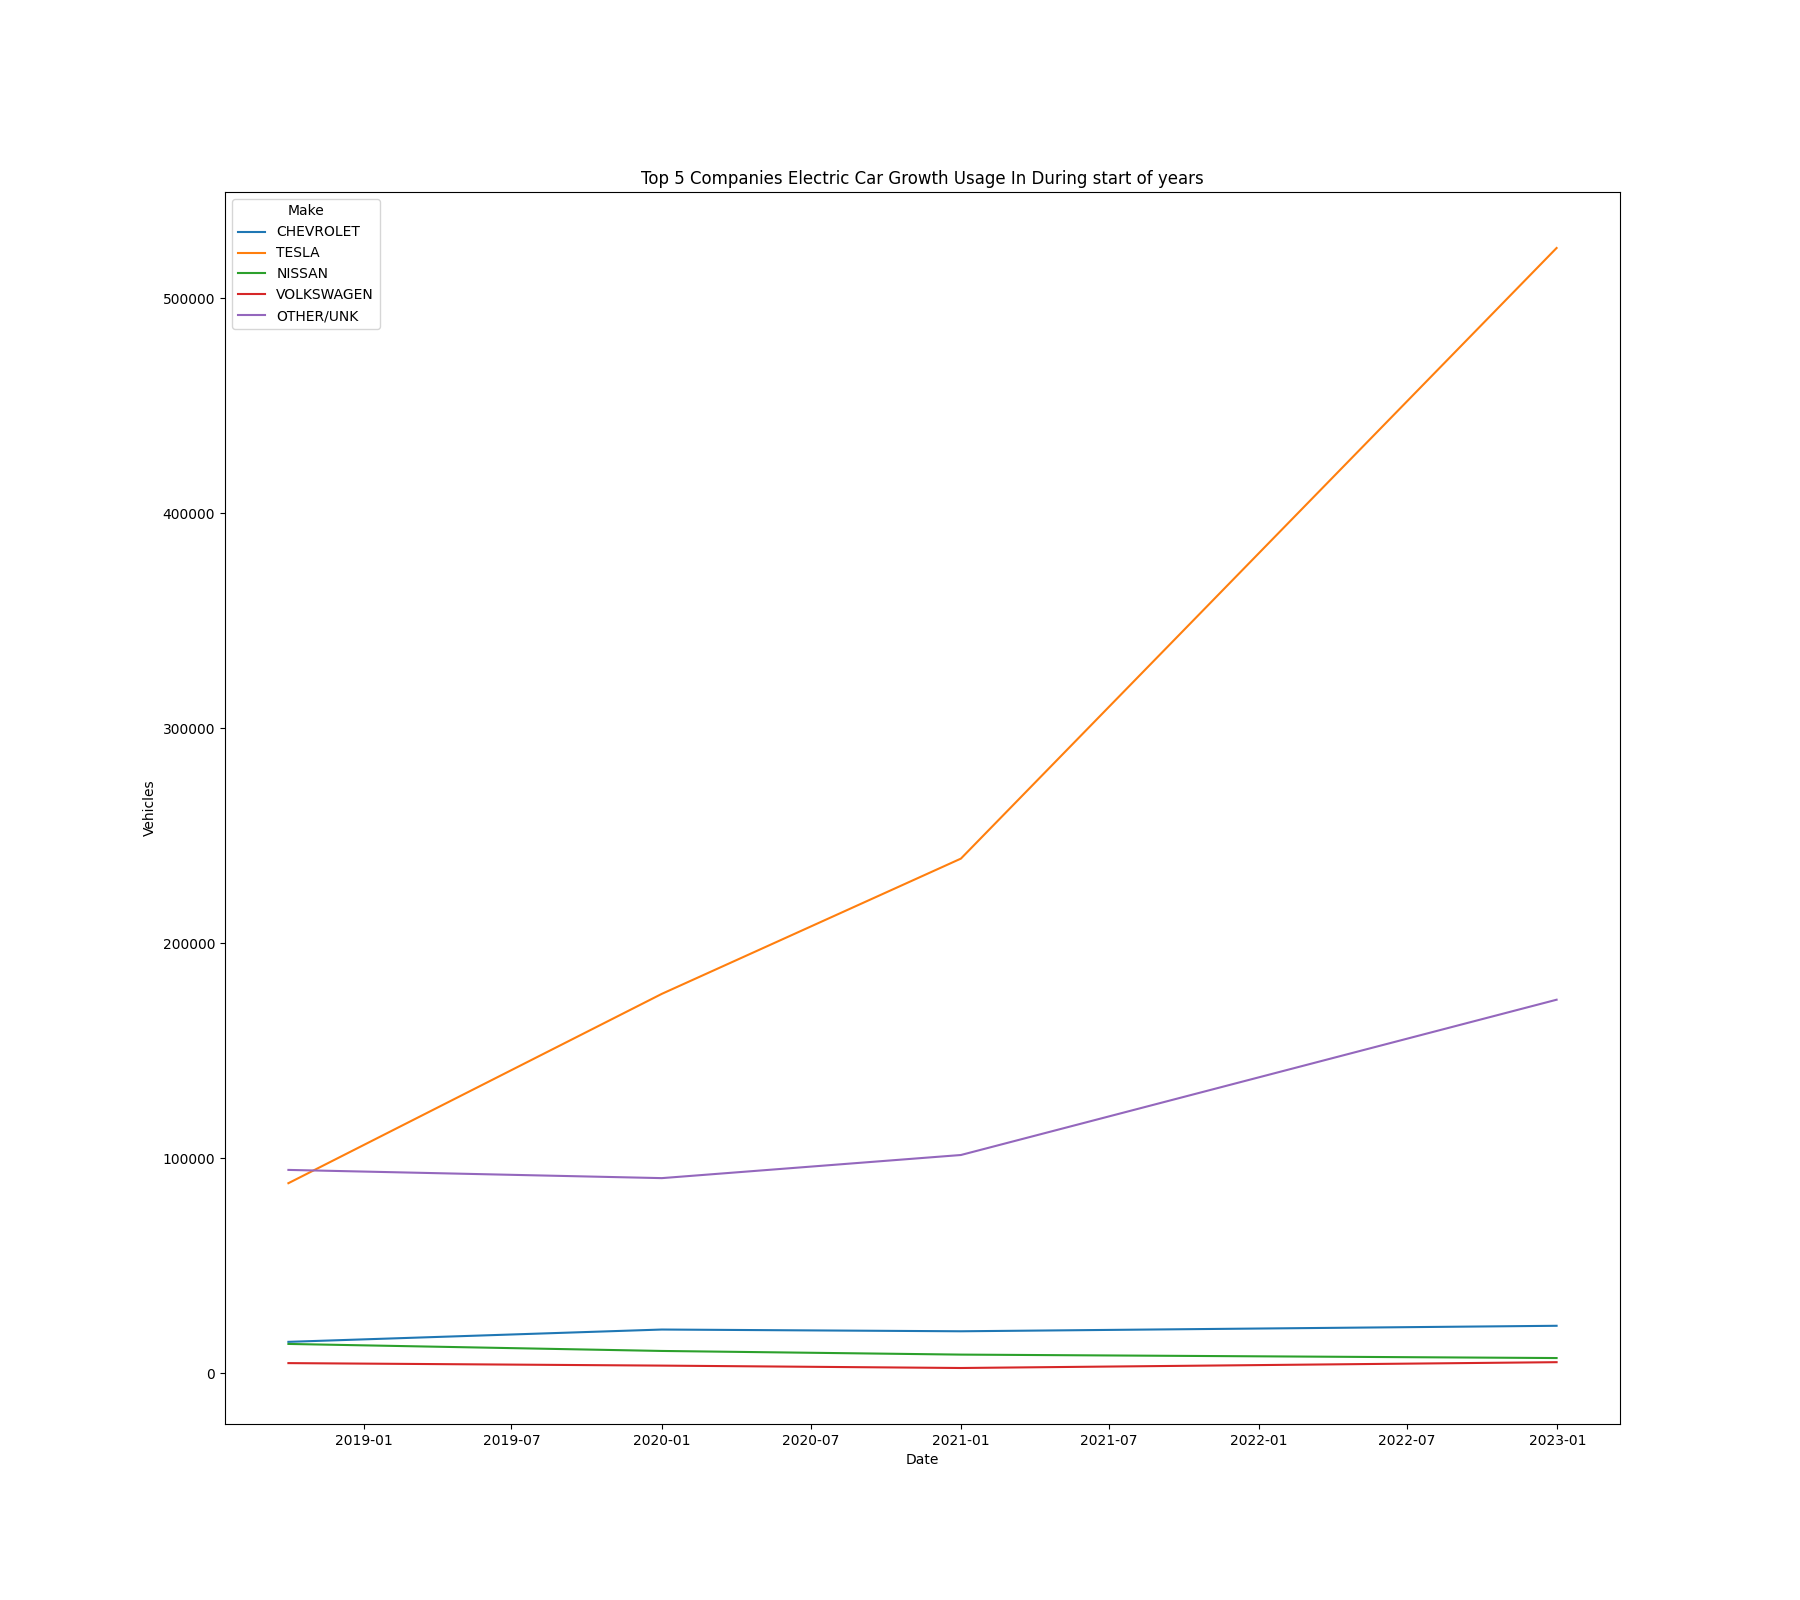 Top 5 Companies Electric Car Growth Usage In During start of years
Make
CHEVROLET
TESLA
NISSAN
VOLKSWAGEN
OTHER/UNK
500000
400000
300000
200000
100000
0
Vehicles
2019-01 2019-07 2020-01 2020-07 2021-01 2021-07 2022-01 2022-07 2023-01
Date